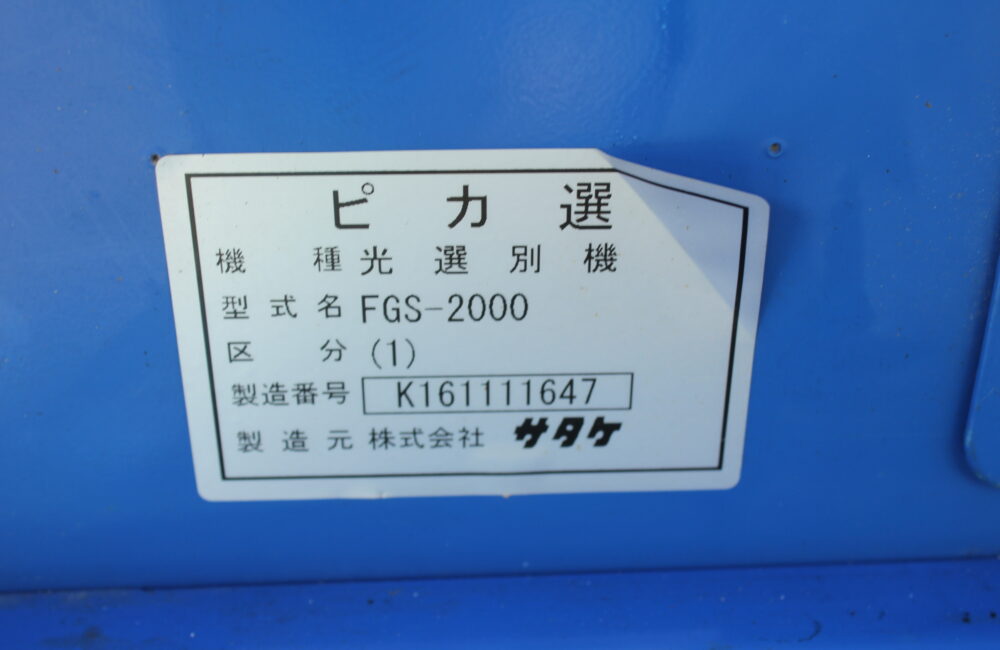 ピカ選
機種 光選別機
型式名 FGS-2000
区分 (1)
製造番号 K161111647
製造元 株式会社 サタケ